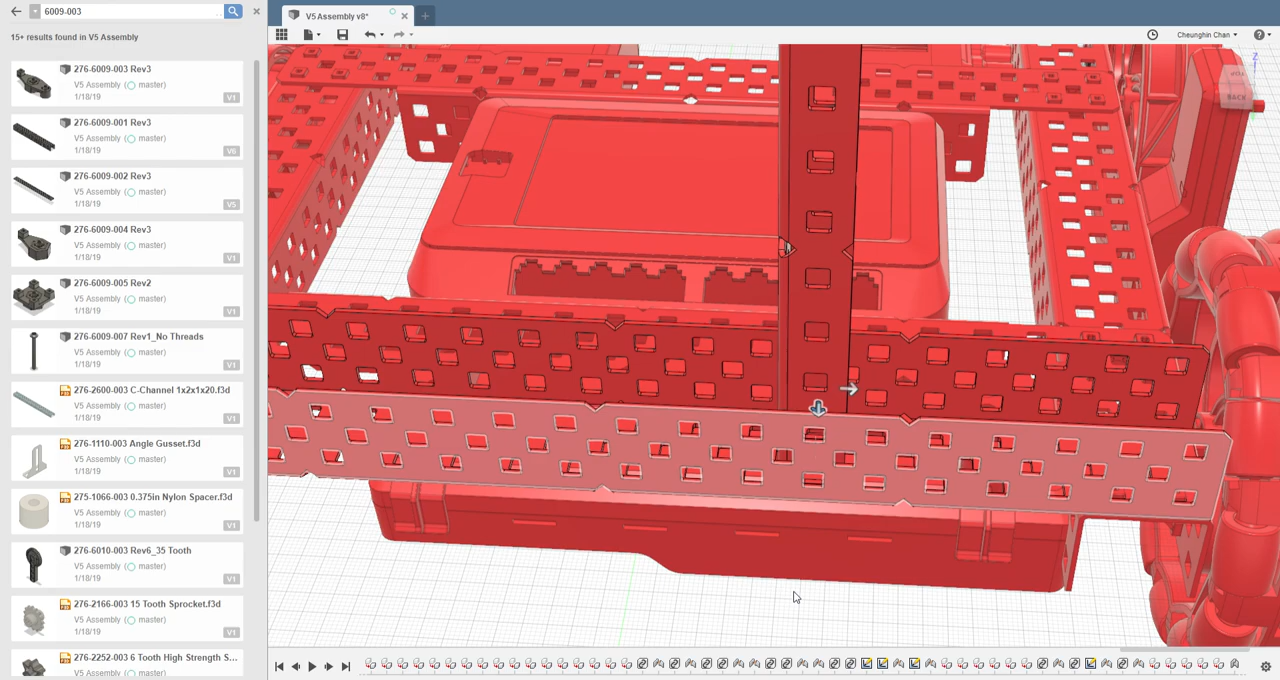 6009-003
V5 Assembly v8*
Cheunghin Chan
15+ results found in V5 Assembly
276-6009-003 Rev3
V5 Assembly ( master)
1/18/19
V1
276-6009-001 Rev3
V5 Assembly ( master)
1/18/19
V6
276-6009-002 Rev3
V5 Assembly ( master)
1/18/19
V5
276-6009-004 Rev3
V5 Assembly ( master)
1/18/19
V1
276-6009-005 Rev2
V5 Assembly ( master)
1/18/19
V1
276-6009-007 Rev1_No Threads
V5 Assembly ( master)
1/18/19
V1
276-2600-003 C-Channel 1x2x1x20.f3d
V5 Assembly ( master)
1/18/19
V1
276-1110-003 Angle Gusset.f3d
V5 Assembly ( master)
1/18/19
V1
275-1066-003 0.375in Nylon Spacer.f3d
V5 Assembly ( master)
1/18/19
V1
276-6010-003 Rev6_35 Tooth
V5 Assembly ( master)
1/18/19
V1
276-2166-003 15 Tooth Sprocket.f3d
V5 Assembly ( master)
1/18/19
V1
276-2252-003 6 Tooth High Strength S...
V5 Assembly ( master)
Z
BACK